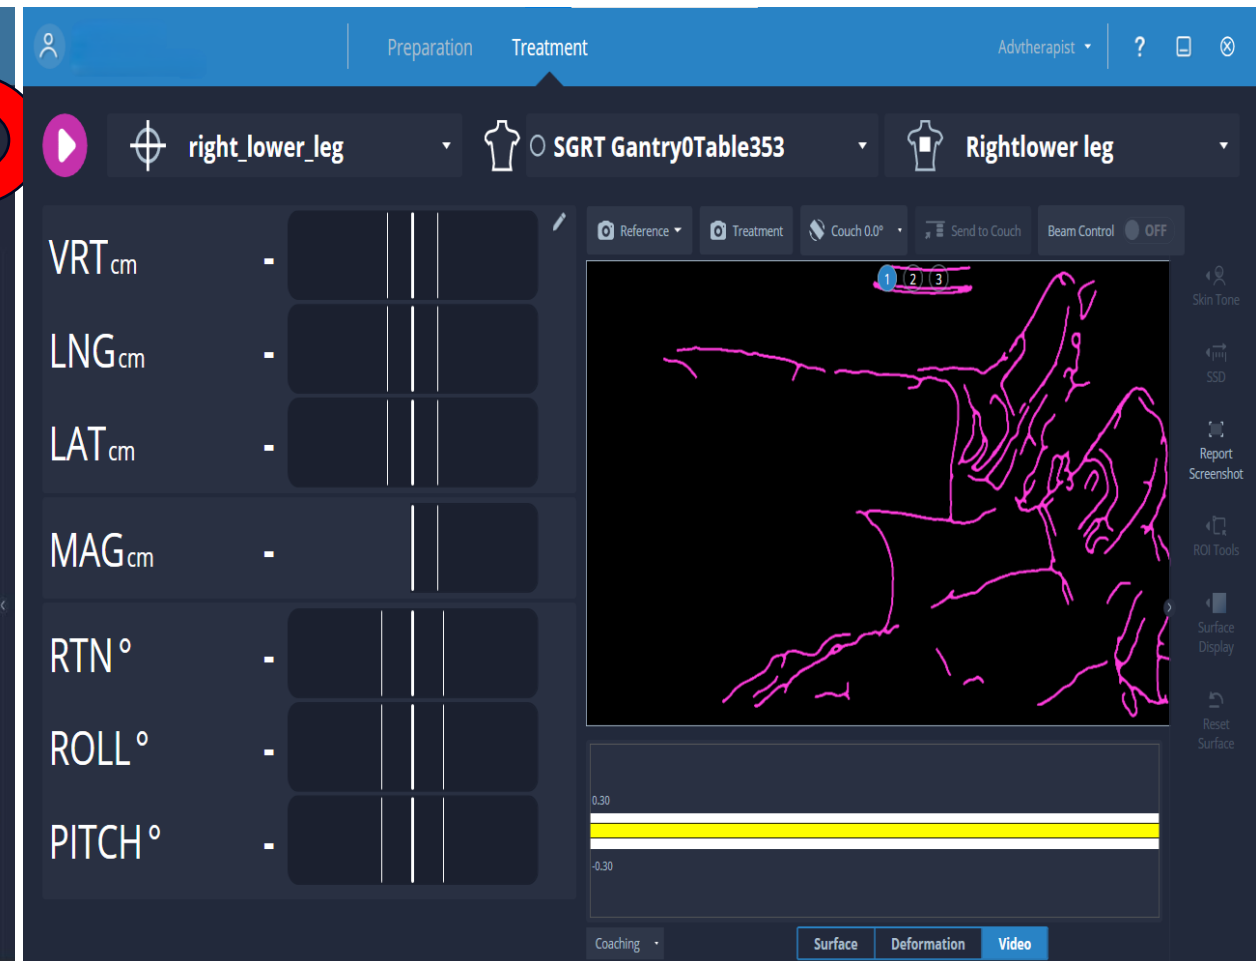 Preparation
Treatment
Advtherapist
?
right_lower_leg
SGRT Gantry0Table353
Rightlower leg
VRT cm -
LNG cm -
LAT cm -
MAG cm -
RTN ° -
ROLL ° -
PITCH ° -
Reference
Treatment
Couch 0.0°
Send to Couch
Beam Control
OFF
1 2 3
Skin Tone
SSD
Report
Screenshot
ROI Tools
Surface
Display
Reset
Surface
0.30
-0.30
Coaching
Surface
Deformation
Video